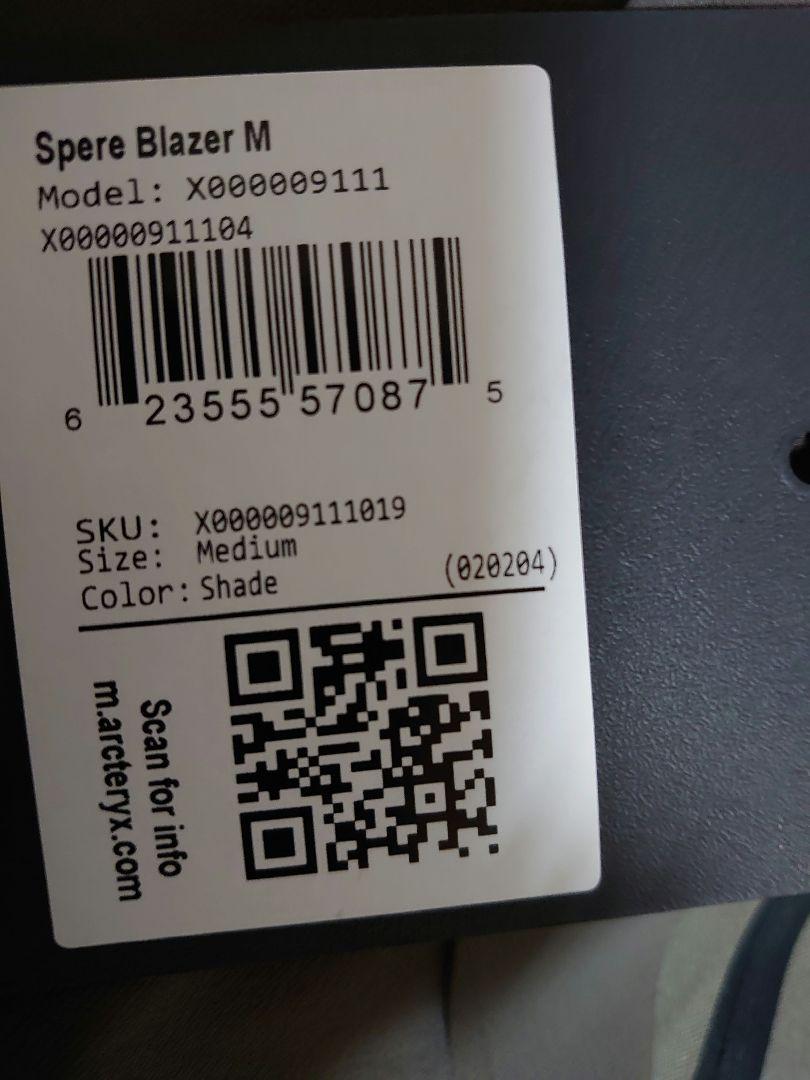 Spere Blazer M
Model: X000009111
X00000911104
6 23555 57087 5
SKU: X000009111019
Size: Medium
Color: Shade (020204)
Scan for info
m.arcteryx.com